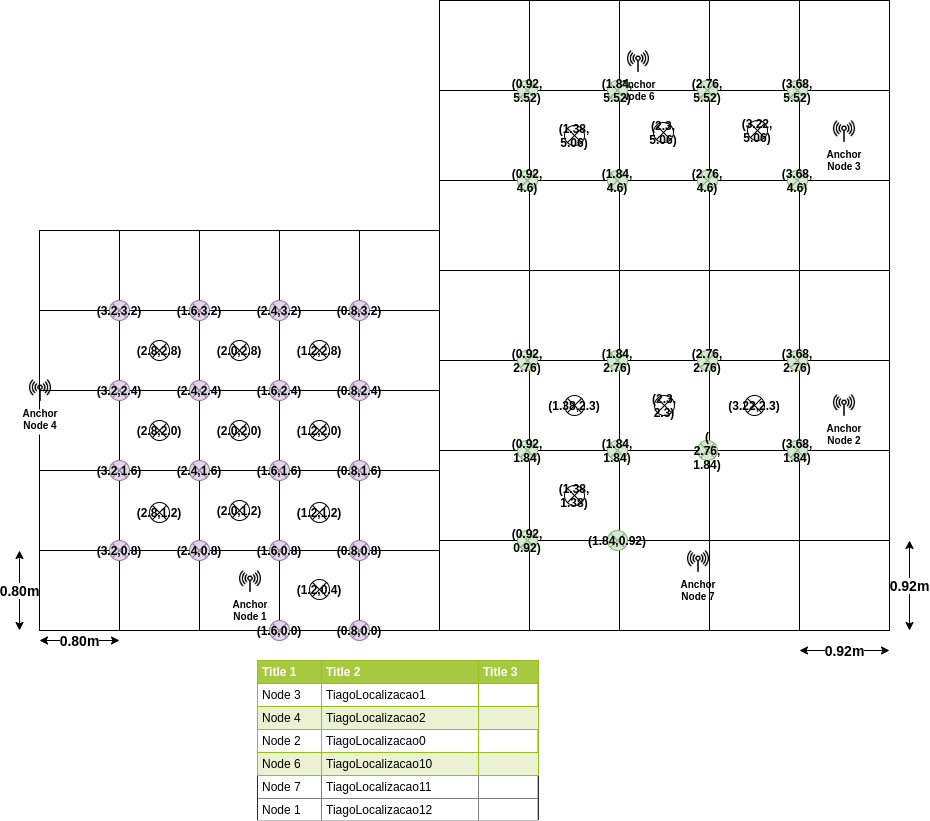 (0.92, 5.52)
(1.84, 5.52)
(2.76, 5.52)
(3.68, 5.52)
Anchor Node 6
(1.38, 5.06)
(2.3, 5.06)
(3.22, 5.06)
Anchor Node 3
(0.92, 4.6)
(1.84, 4.6)
(2.76, 4.6)
(3.68, 4.6)
(3.2,3.2)
(1.6,3.2)
(2.4,3.2)
(0.8,3.2)
(2.8,2.8)
(2.0,2.8)
(1.2,2.8)
(0.92, 2.76)
(1.84, 2.76)
(2.76, 2.76)
(3.68, 2.76)
(3.2,2.4)
(2.4,2.4)
(1.6,2.4)
(0.8,2.4)
Anchor Node 4
(1.38,2.3)
(2.3, 2.3)
(3.22,2.3)
Anchor Node 2
(2.8,2.0)
(2.0,2.0)
(1.2,2.0)
(0.92, 1.84)
(1.84, 1.84)
( 2.76, 1.84)
(3.68, 1.84)
(3.2,1.6)
(2.4,1.6)
(1.6,1.6)
(0.8,1.6)
(1.38, 1.38)
(2.8,1.2)
(2.0,1.2)
(1.2,1.2)
(0.92, 0.92)
(1.84,0.92)
(3.2,0.8)
(2.4,0.8)
(1.6,0.8)
(0.8,0.8)
Anchor Node 7
Anchor Node 1
(1.2,0.4)
0.80m
0.92m
(1.6,0.0)
(0.8,0.0)
0.80m
0.92m
Title 1 Title 2 Title 3
Node 3 TiagoLocalizacao1
Node 4 TiagoLocalizacao2
Node 2 TiagoLocalizacao0
Node 6 TiagoLocalizacao10
Node 7 TiagoLocalizacao11
Node 1 TiagoLocalizacao12